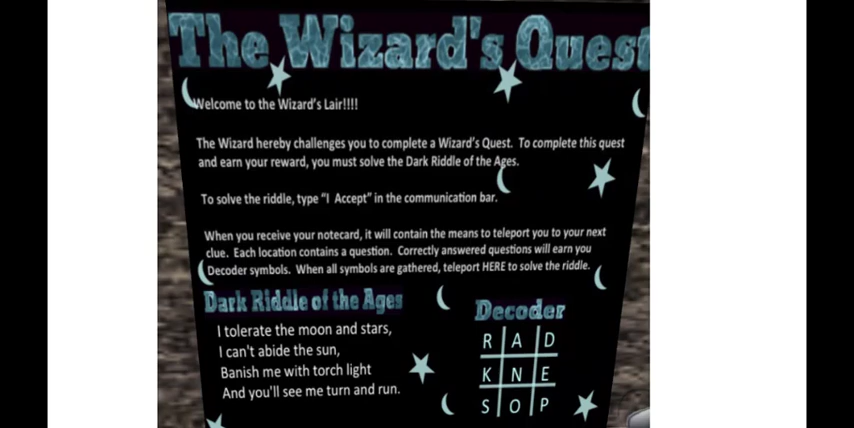 The Wizard's Quest
Welcome to the Wizard's Lair!!!!
The Wizard hereby challenges you to complete a Wizard's Quest. To complete this quest
and earn your reward, you must solve the Dark Riddle of the Ages.
To solve the riddle, type "I Accept" in the communication bar.
When you receive your notecard, it will contain the means to teleport you to your next
clue. Each location contains a question. Correctly answered questions will earn you
Decoder symbols. When all symbols are gathered, teleport HERE to solve the riddle.
Dark Riddle of the Ages
I tolerate the moon and stars,
I can't abide the sun,
Banish me with torch light
And you'll see me turn and run.
Decoder
R A D
K N E
S O P